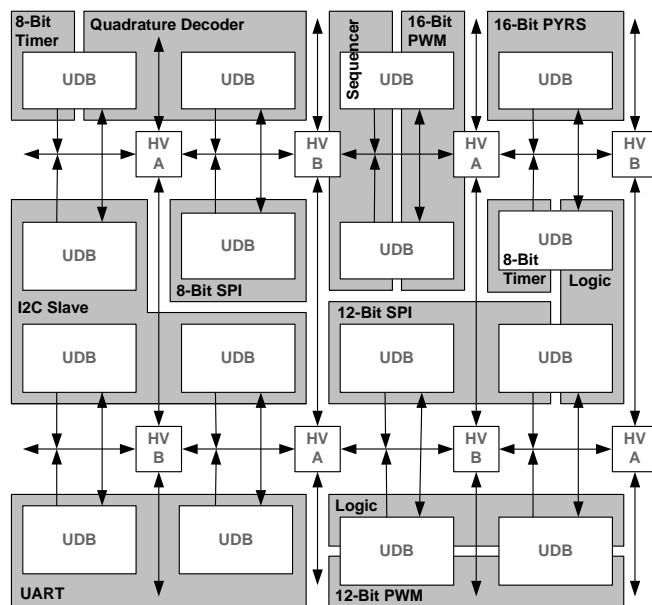 8-Bit
Timer
Quadrature Decoder
Sequencer
16-Bit
PWM
16-Bit PYRS
UDB
UDB
UDB
UDB
HV
A
HV
B
HV
A
HV
B
UDB
UDB
UDB
UDB
8-Bit SPI
8-Bit
Timer
Logic
I2C Slave
12-Bit SPI
UDB
UDB
UDB
UDB
HV
B
HV
A
HV
B
HV
A
Logic
UDB
UDB
UDB
UDB
UART
12-Bit PWM